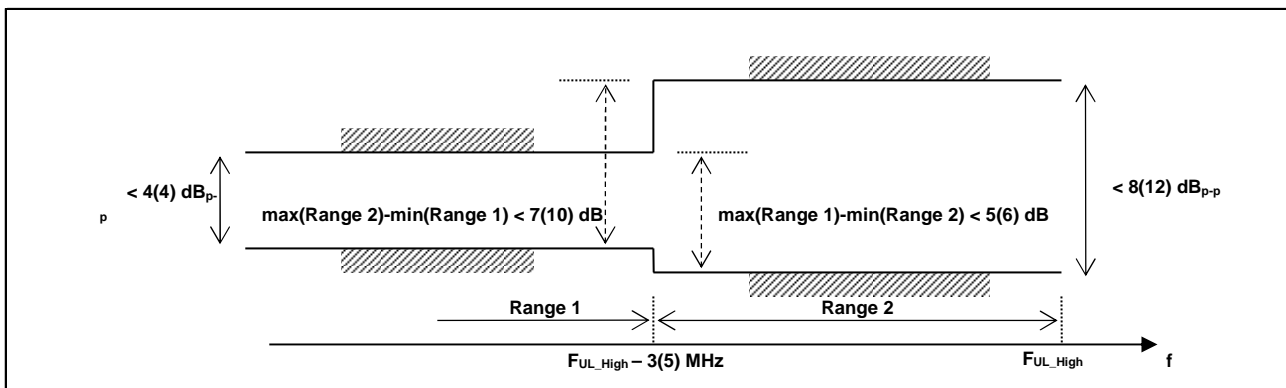 < 4(4) dBp-
p
max(Range 2)-min(Range 1) < 7(10) dB
max(Range 1)-min(Range 2) < 5(6) dB
< 8(12) dBp-p
Range 1
Range 2
FUL_High – 3(5) MHz
FUL_High
f